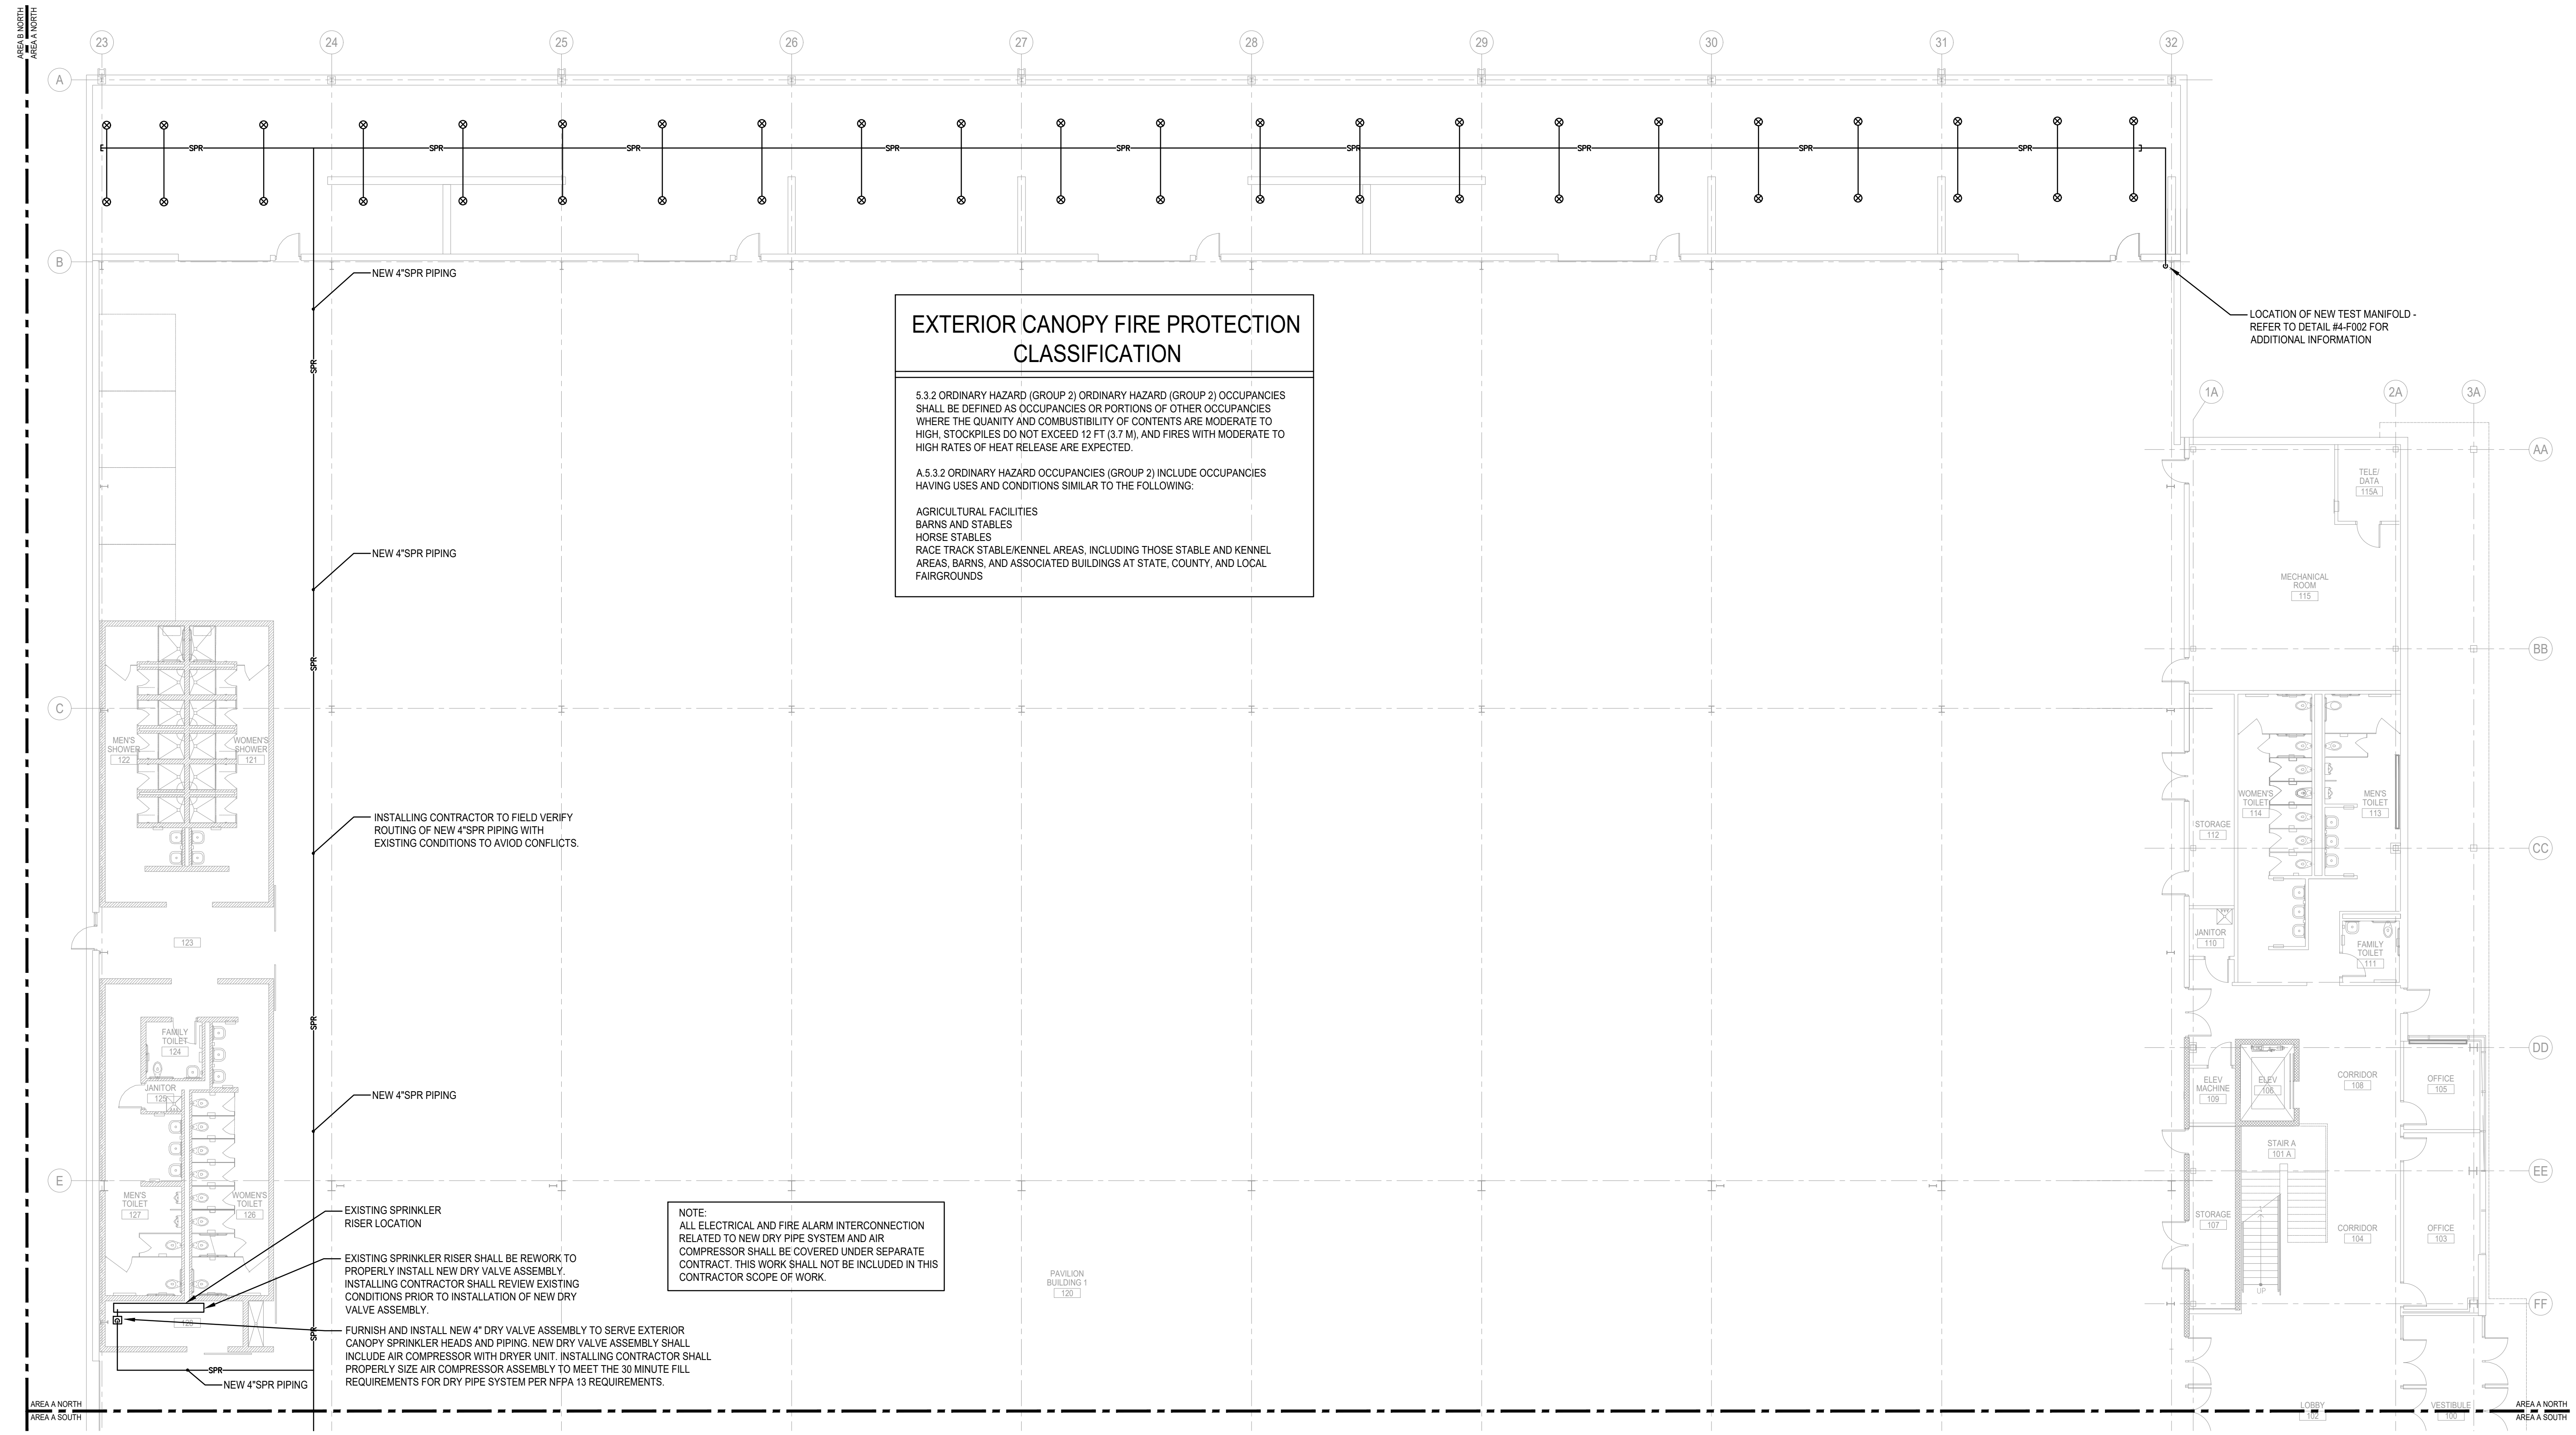 AREA B NORTH
AREA A NORTH
23
24
25
26
27
28
29
30
31
32
A
SPR
SPR
SPR
SPR
SPR
SPR
SPR
SPR
SPR
B
NEW 4"SPR PIPING
EXTERIOR CANOPY FIRE PROTECTION
CLASSIFICATION
5.3.2 ORDINARY HAZARD (GROUP 2) ORDINARY HAZARD (GROUP 2) OCCUPANCIES
SHALL BE DEFINED AS OCCUPANCIES OR PORTIONS OF OTHER OCCUPANCIES
WHERE THE QUANITY AND COMBUSTIBILITY OF CONTENTS ARE MODERATE TO
HIGH, STOCKPILES DO NOT EXCEED 12 FT (3.7 M), AND FIRES WITH MODERATE TO
HIGH RATES OF HEAT RELEASE ARE EXPECTED.
A.5.3.2 ORDINARY HAZARD OCCUPANCIES (GROUP 2) INCLUDE OCCUPANCIES
HAVING USES AND CONDITIONS SIMILAR TO THE FOLLOWING:
AGRICULTURAL FACILITIES
BARNS AND STABLES
HORSE STABLES
RACE TRACK STABLE/KENNEL AREAS, INCLUDING THOSE STABLE AND KENNEL
AREAS, BARNS, AND ASSOCIATED BUILDINGS AT STATE, COUNTY, AND LOCAL
FAIRGROUNDS
LOCATION OF NEW TEST MANIFOLD -
REFER TO DETAIL #4-F002 FOR
ADDITIONAL INFORMATION
SPR
1A
2A
3A
AA
TELE/
DATA
115A
NEW 4"SPR PIPING
MECHANICAL
ROOM
115
SPR
BB
C
MEN'S
SHOWER
122
WOMEN'S
SHOWER
121
WOMEN'S
TOILET
114
MEN'S
TOILET
113
STORAGE
112
INSTALLING CONTRACTOR TO FIELD VERIFY
ROUTING OF NEW 4"SPR PIPING WITH
EXISTING CONDITIONS TO AVIOD CONFLICTS.
CC
123
JANITOR
110
FAMILY
TOILET
111
SPR
FAMILY
TOILET
124
DD
JANITOR
125
NEW 4"SPR PIPING
ELEV
MACHINE
109
ELEV
106
CORRIDOR
108
OFFICE
105
STAIR A
101 A
E
EE
MEN'S
TOILET
127
WOMEN'S
TOILET
126
EXISTING SPRINKLER
RISER LOCATION
EXISTING SPRINKLER RISER SHALL BE REWORK TO
PROPERLY INSTALL NEW DRY VALVE ASSEMBLY.
INSTALLING CONTRACTOR SHALL REVIEW EXISTING
CONDITIONS PRIOR TO INSTALLATION OF NEW DRY
VALVE ASSEMBLY.
NOTE:
ALL ELECTRICAL AND FIRE ALARM INTERCONNECTION
RELATED TO NEW DRY PIPE SYSTEM AND AIR
COMPRESSOR SHALL BE COVERED UNDER SEPARATE
CONTRACT. THIS WORK SHALL NOT BE INCLUDED IN THIS
CONTRACTOR SCOPE OF WORK.
PAVILION
BUILDING 1
120
STORAGE
107
CORRIDOR
104
OFFICE
103
UP
FF
128
SPR
FURNISH AND INSTALL NEW 4" DRY VALVE ASSEMBLY TO SERVE EXTERIOR
CANOPY SPRINKLER HEADS AND PIPING. NEW DRY VALVE ASSEMBLY SHALL
INCLUDE AIR COMPRESSOR WITH DRYER UNIT. INSTALLING CONTRACTOR SHALL
PROPERLY SIZE AIR COMPRESSOR ASSEMBLY TO MEET THE 30 MINUTE FILL
REQUIREMENTS FOR DRY PIPE SYSTEM PER NFPA 13 REQUIREMENTS.
SPR
NEW 4"SPR PIPING
AREA A NORTH
AREA A SOUTH
LOBBY
102
VESTIBULE
100
AREA A NORTH
AREA A SOUTH